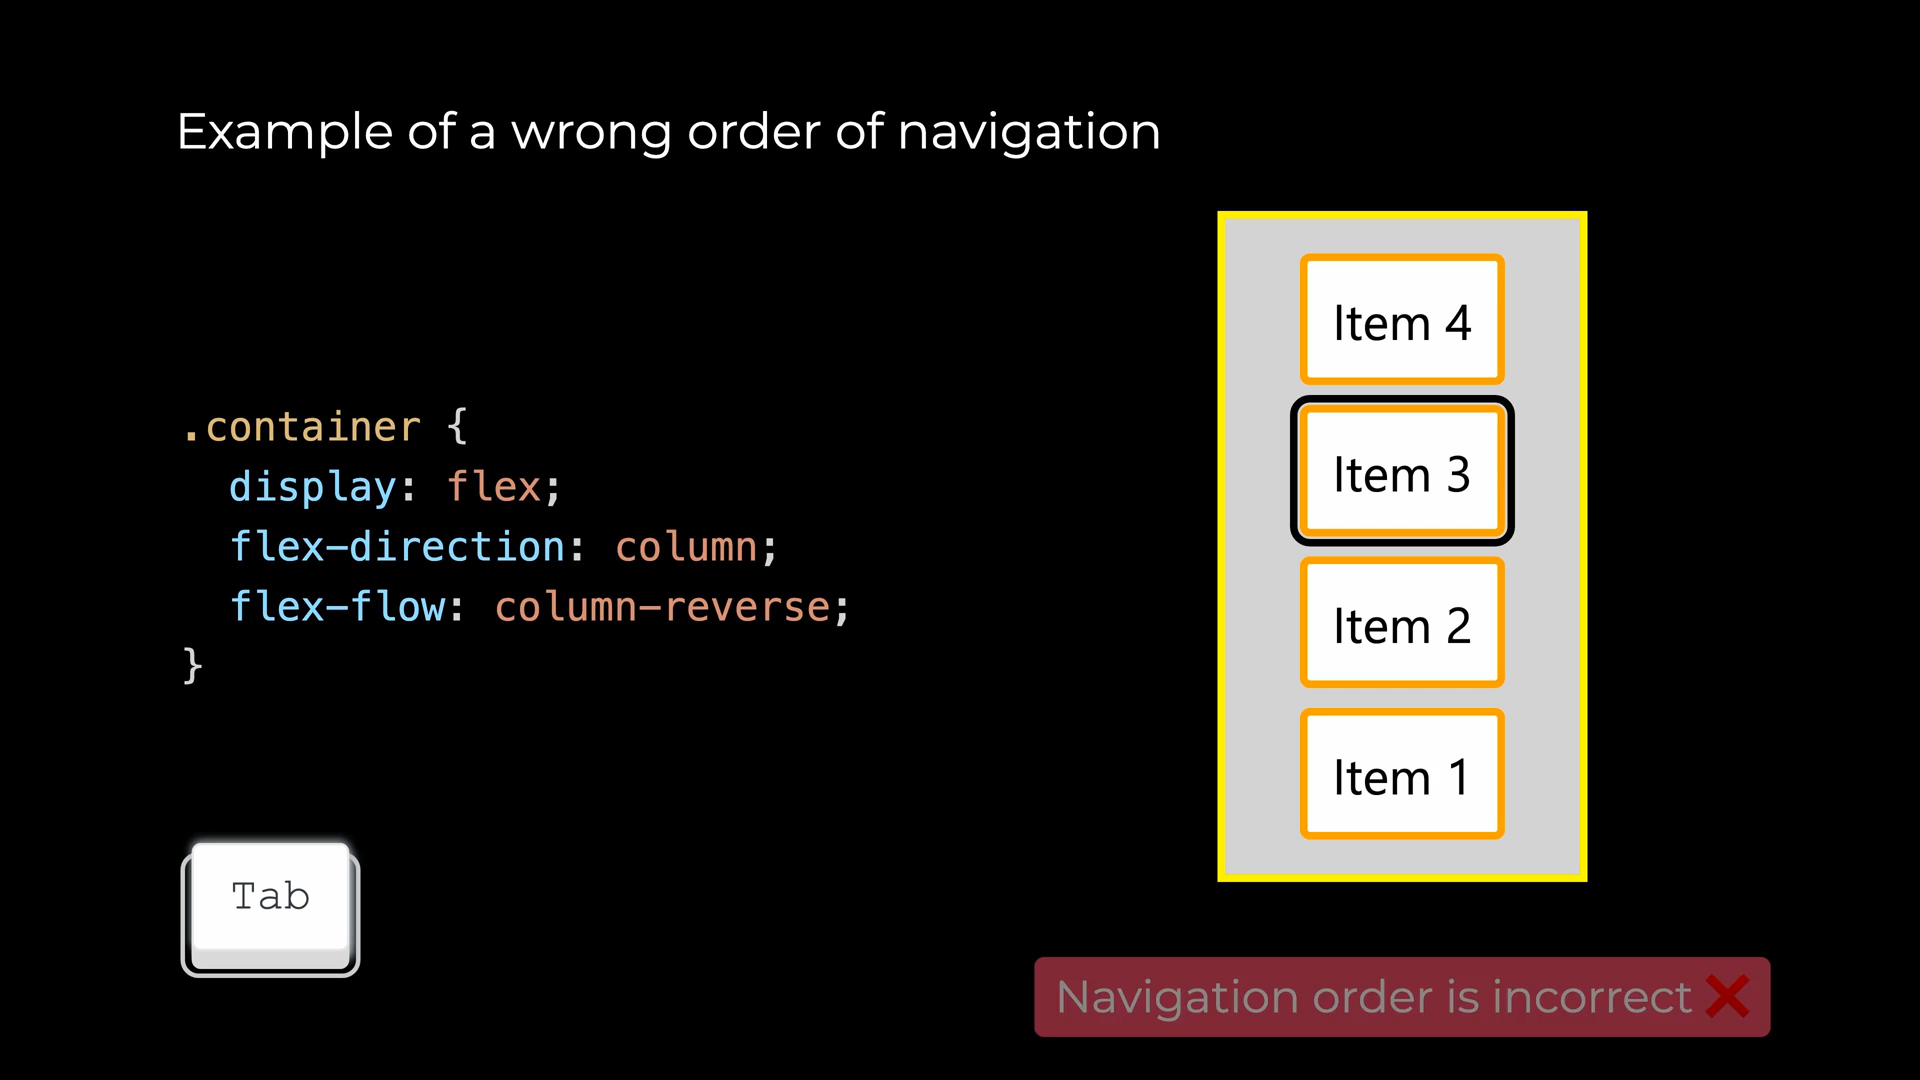 Example of a wrong order of navigation
.container {
display: flex;
flex-direction: column;
flex-flow: column-reverse;
}
Item 4
Item 3
Item 2
Item 1
Tab
Navigation order is incorrect ❌